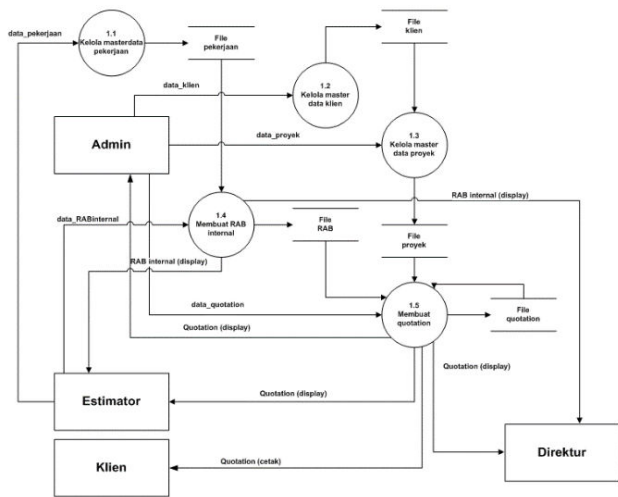 data_pekerjaan
1.1
Kelola masterdata
pekerjaan
File
pekerjaan
File
klien
data_klien
1.2
Kelola master
data klien
Admin
data_proyek
1.3
Kelola master
data proyek
RAB internal (display)
data_RABinternal
1.4
Membuat RAB
internal
File
RAB
File
proyek
RAB internal (display)
data_quotation
1.5
Membuat
quotation
File
quotation
Quotation (display)
Quotation (display)
Estimator
Quotation (display)
Klien
Quotation (cetak)
Direktur